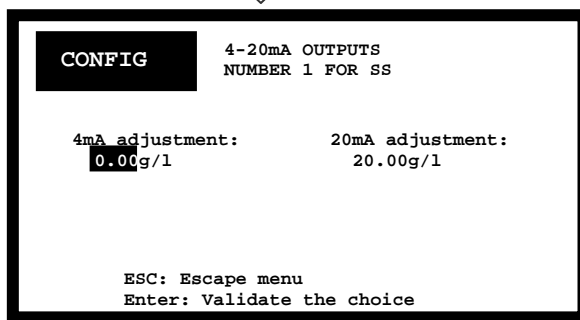 CONFIG
4-20mA OUTPUTS
NUMBER 1 FOR SS
4mA adjustment: 20mA adjustment:
0.00g/l 20.00g/l
ESC: Escape menu
Enter: Validate the choice